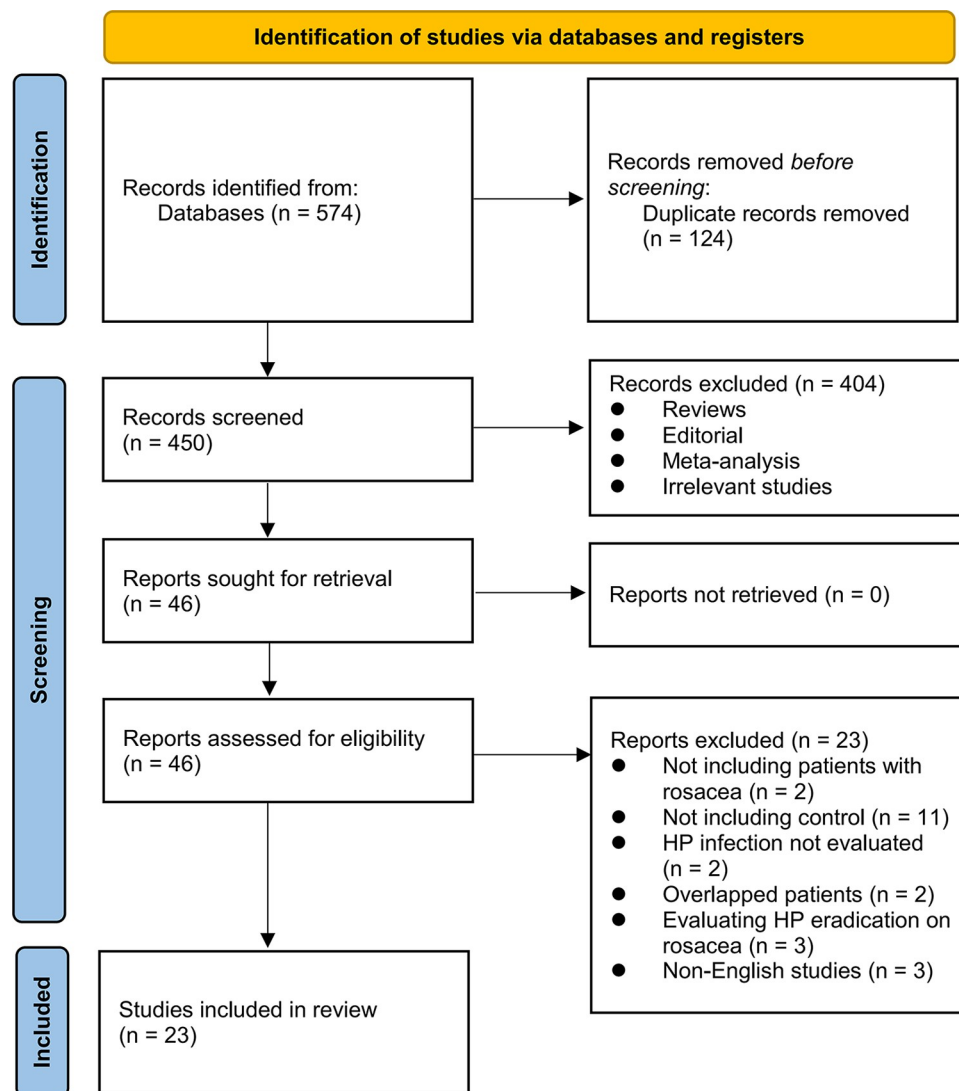 Identification of studies via databases and registers
Identification
Records identified from:
Databases (n = 574)
Records removed before
screening:
Duplicate records removed
(n = 124)
Screening
Records screened
(n = 450)
Records excluded (n = 404)
● Reviews
● Editorial
● Meta-analysis
● Irrelevant studies
Reports sought for retrieval
(n = 46)
Reports not retrieved (n = 0)
Reports assessed for eligibility
(n = 46)
Reports excluded (n = 23)
● Not including patients with
rosacea (n = 2)
● Not including control (n = 11)
● HP infection not evaluated
(n = 2)
● Overlapped patients (n = 2)
● Evaluating HP eradication on
rosacea (n = 3)
● Non-English studies (n = 3)
Included
Studies included in review
(n = 23)